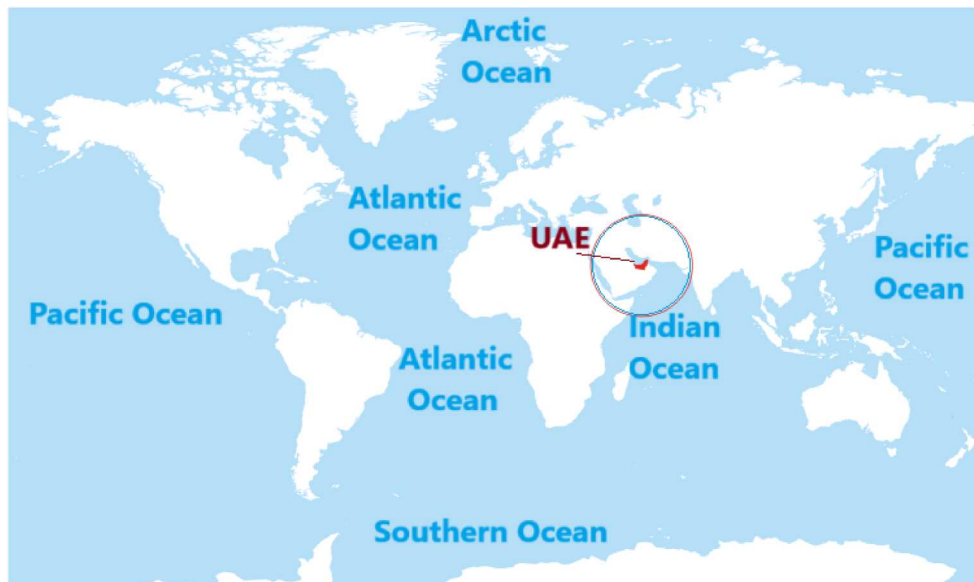 Arctic
Ocean
Atlantic
Ocean
UAE
Pacific
Ocean
Pacific Ocean
Indian
Ocean
Atlantic
Ocean
Southern Ocean